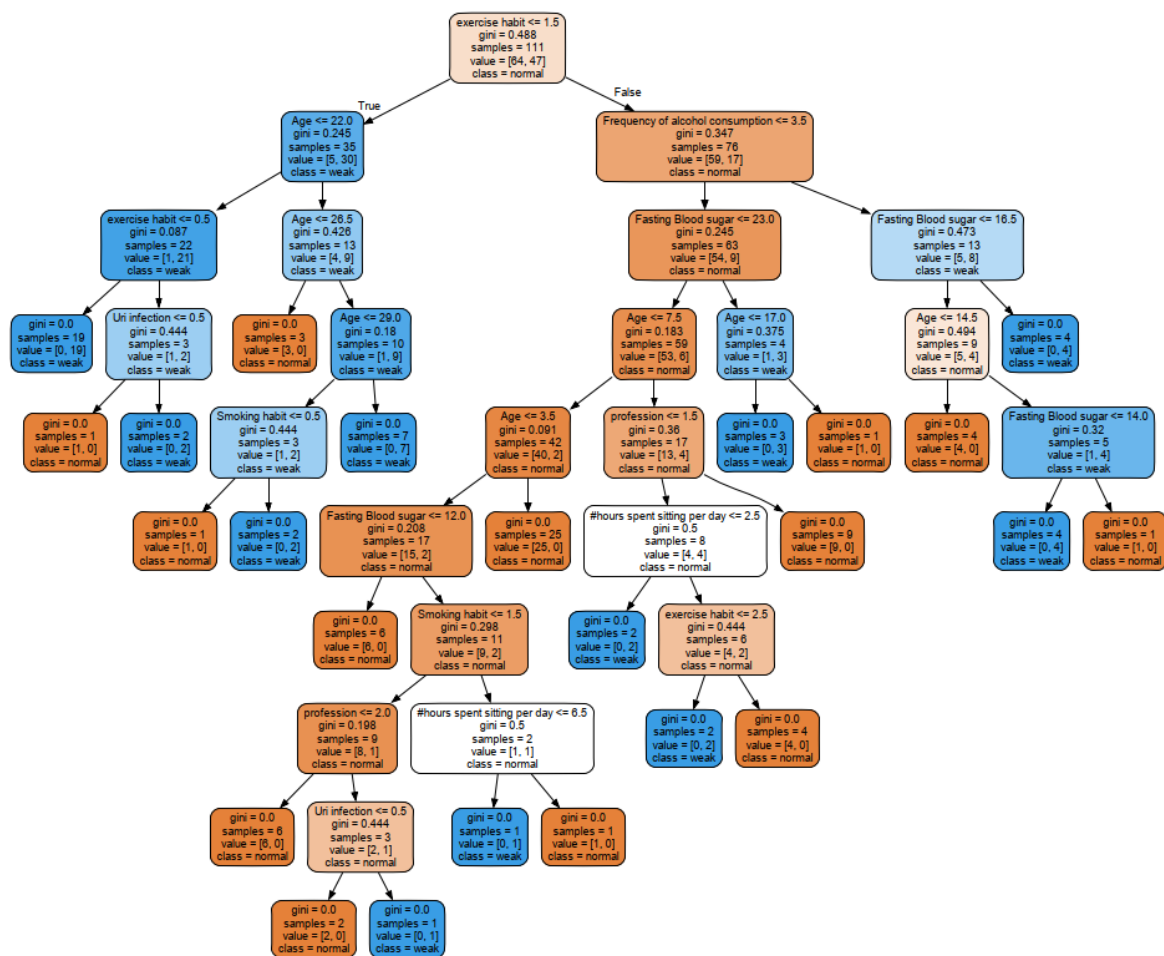 exercise habit <= 1.5
gini = 0.488
samples = 111
value = [64, 47]
class = normal
True
False
Age <= 22.0
gini = 0.245
samples = 35
value = [5, 30]
class = weak
Frequency of alcohol consumption <= 3.5
gini = 0.347
samples = 76
value = [59, 17]
class = normal
exercise habit <= 0.5
gini = 0.087
samples = 22
value = [1, 21]
class = weak
Age <= 26.5
gini = 0.426
samples = 13
value = [4, 9]
class = weak
Fasting Blood sugar <= 23.0
gini = 0.245
samples = 63
value = [54, 9]
class = normal
Fasting Blood sugar <= 16.5
gini = 0.473
samples = 13
value = [5, 8]
class = weak
gini = 0.0
samples = 19
value = [0, 19]
class = weak
Uri infection <= 0.5
gini = 0.444
samples = 3
value = [1, 2]
class = weak
gini = 0.0
samples = 3
value = [3, 0]
class = normal
Age <= 29.0
gini = 0.18
samples = 10
value = [1, 9]
class = weak
Age <= 7.5
gini = 0.183
samples = 59
value = [53, 6]
class = normal
Age <= 17.0
gini = 0.375
samples = 4
value = [1, 3]
class = weak
Age <= 14.5
gini = 0.494
samples = 9
value = [5, 4]
class = normal
gini = 0.0
samples = 4
value = [0, 4]
class = weak
gini = 0.0
samples = 1
value = [1, 0]
class = normal
gini = 0.0
samples = 2
value = [0, 2]
class = weak
Smoking habit <= 0.5
gini = 0.444
samples = 3
value = [1, 2]
class = weak
gini = 0.0
samples = 7
value = [0, 7]
class = weak
Age <= 3.5
gini = 0.091
samples = 42
value = [40, 2]
class = normal
profession <= 1.5
gini = 0.36
samples = 17
value = [13, 4]
class = normal
gini = 0.0
samples = 3
value = [0, 3]
class = weak
gini = 0.0
samples = 1
value = [1, 0]
class = normal
gini = 0.0
samples = 4
value = [4, 0]
class = normal
Fasting Blood sugar <= 14.0
gini = 0.32
samples = 5
value = [1, 4]
class = weak
gini = 0.0
samples = 1
value = [1, 0]
class = normal
gini = 0.0
samples = 2
value = [0, 2]
class = weak
Fasting Blood sugar <= 12.0
gini = 0.208
samples = 17
value = [15, 2]
class = normal
gini = 0.0
samples = 25
value = [25, 0]
class = normal
#hours spent sitting per day <= 2.5
gini = 0.5
samples = 8
value = [4, 4]
class = normal
gini = 0.0
samples = 9
value = [9, 0]
class = normal
gini = 0.0
samples = 4
value = [0, 4]
class = weak
gini = 0.0
samples = 1
value = [1, 0]
class = normal
gini = 0.0
samples = 6
value = [6, 0]
class = normal
Smoking habit <= 1.5
gini = 0.298
samples = 11
value = [9, 2]
class = normal
gini = 0.0
samples = 2
value = [0, 2]
class = weak
exercise habit <= 2.5
gini = 0.444
samples = 6
value = [4, 2]
class = normal
profession <= 2.0
gini = 0.198
samples = 9
value = [8, 1]
class = normal
#hours spent sitting per day <= 6.5
gini = 0.5
samples = 2
value = [1, 1]
class = normal
gini = 0.0
samples = 2
value = [0, 2]
class = weak
gini = 0.0
samples = 4
value = [4, 0]
class = normal
gini = 0.0
samples = 6
value = [6, 0]
class = normal
Uri infection <= 0.5
gini = 0.444
samples = 3
value = [2, 1]
class = normal
gini = 0.0
samples = 1
value = [0, 1]
class = weak
gini = 0.0
samples = 1
value = [1, 0]
class = normal
gini = 0.0
samples = 2
value = [2, 0]
class = normal
gini = 0.0
samples = 1
value = [0, 1]
class = weak